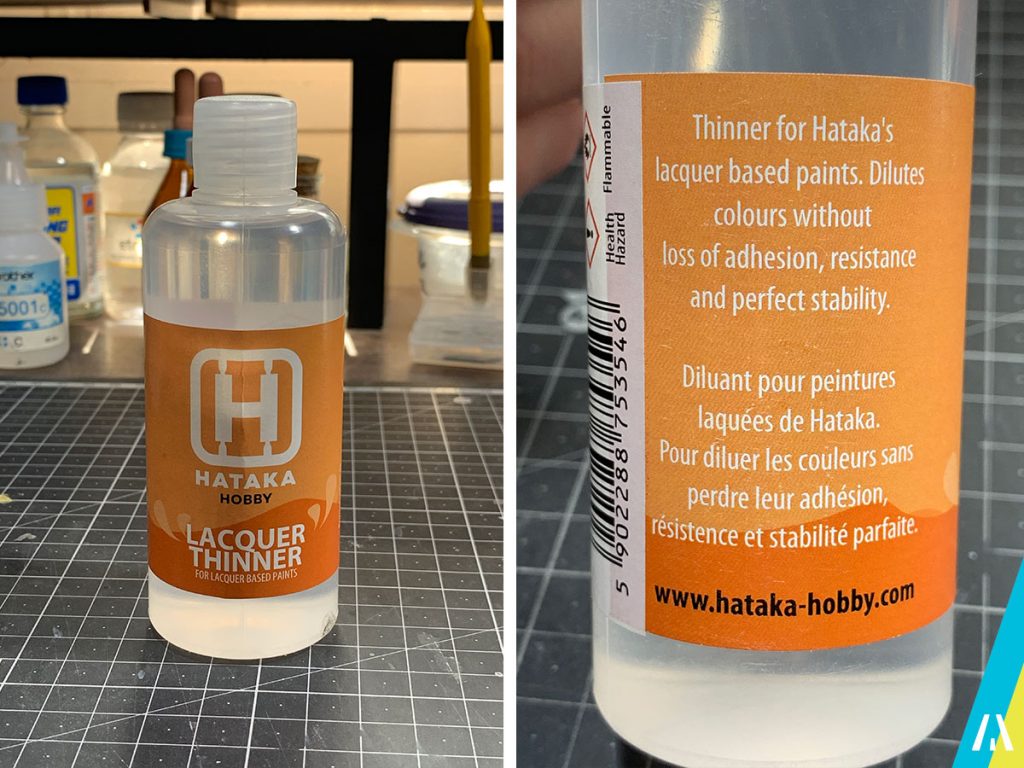 HATAKA
HOBBY
LACQUER
THINNER
FOR LACQUER BASED PAINTS
5001c
Flammable
Health
Hazard
5 902288 753546
Thinner for Hataka's
lacquer based paints. Dilutes
colours without
loss of adhesion, resistance
and perfect stability.
Diluant pour peintures
laquées de Hataka.
Pour diluer les couleurs sans
perdre leur adhésion,
résistence et stabilité parfaite.
www.hataka-hobby.com